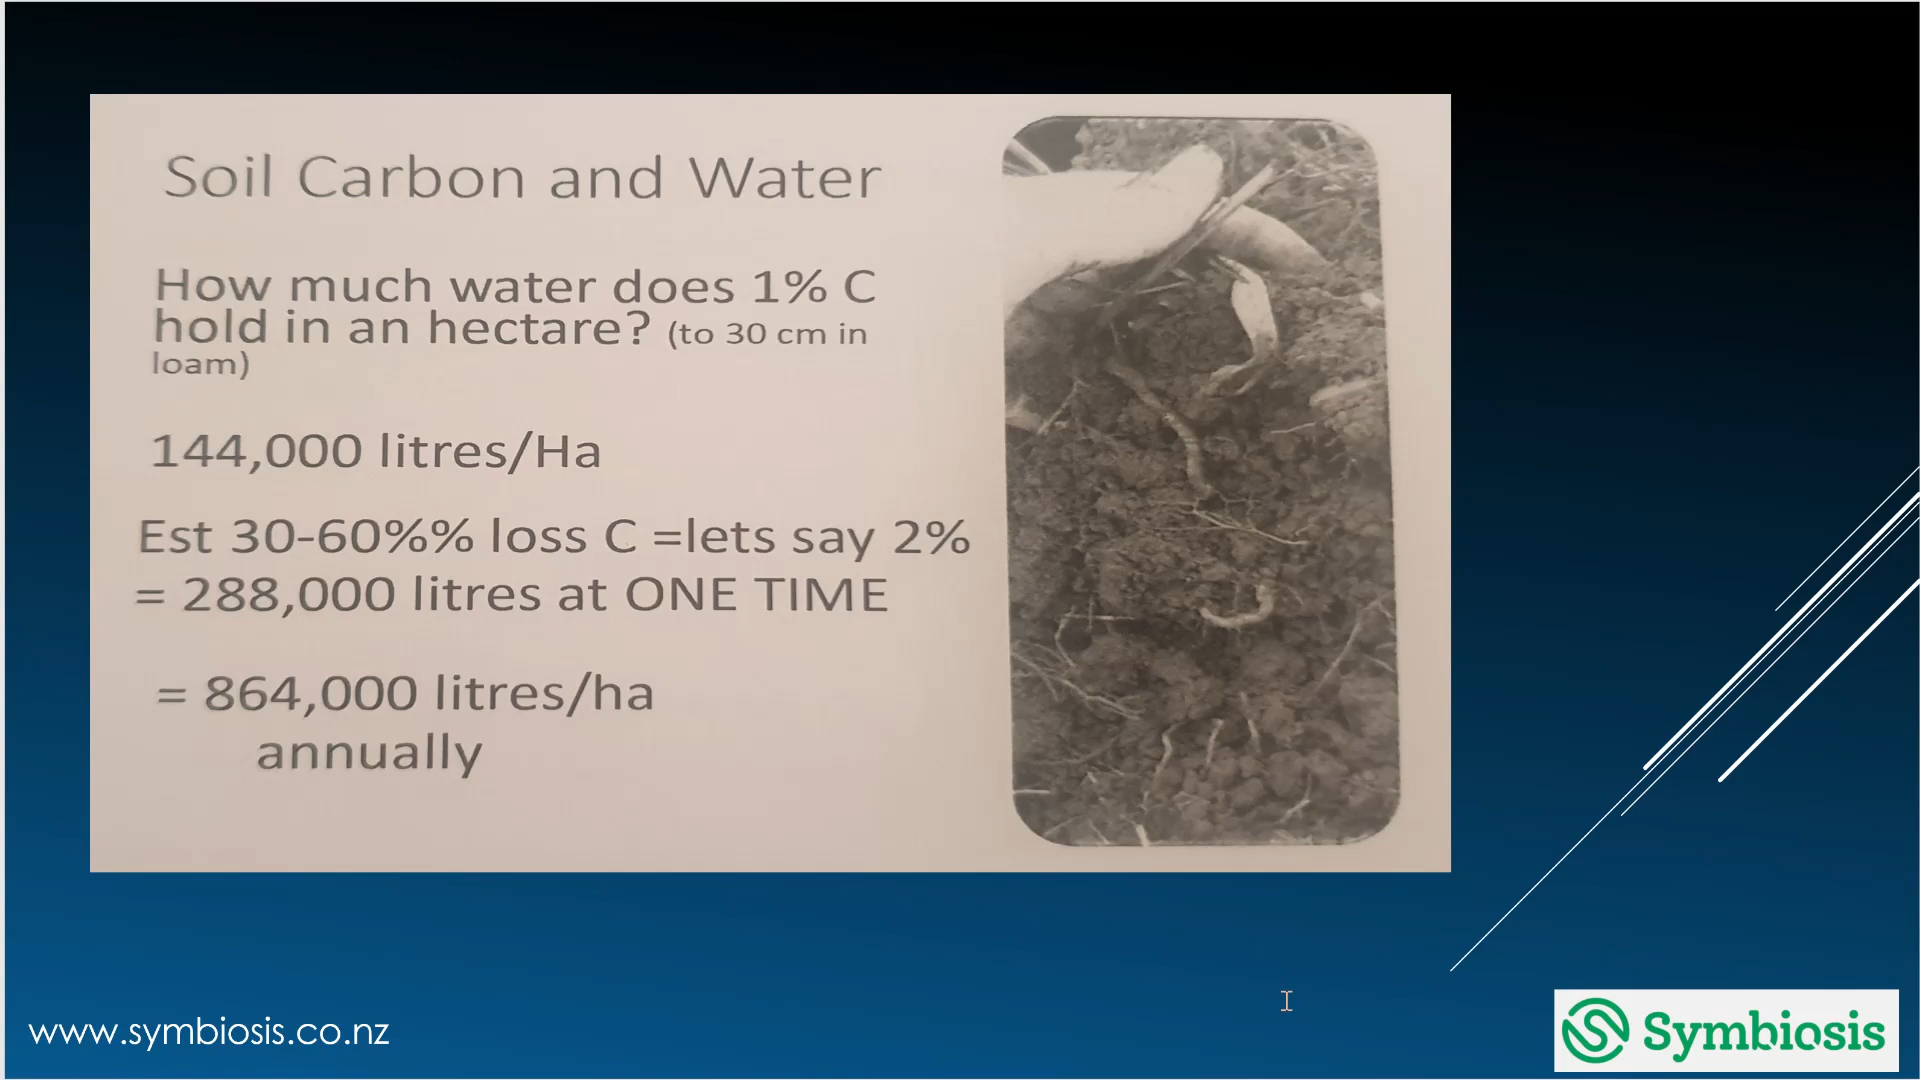 Soil Carbon and Water
How much water does 1% C
hold in an hectare? (to 30 cm in
loam)
144,000 litres/Ha
Est 30-60%% loss C =lets say 2%
= 288,000 litres at ONE TIME
= 864,000 litres/ha
annually
www.symbiosis.co.nz
Symbiosis